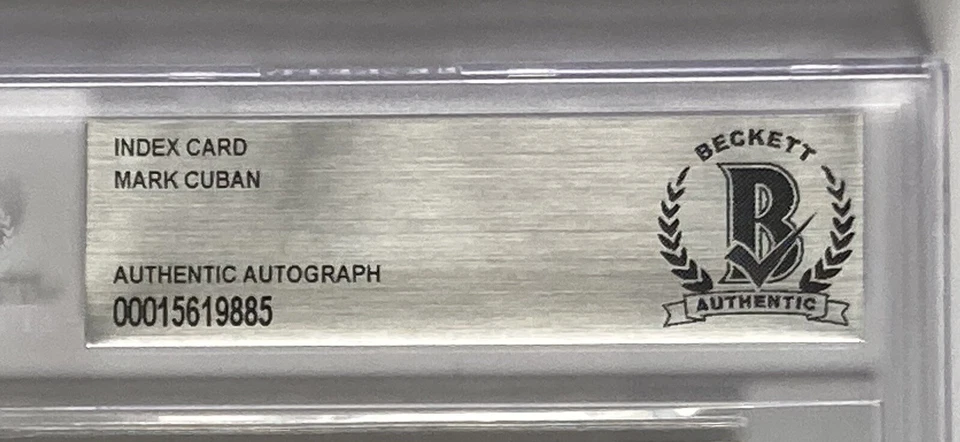 INDEX CARD
MARK CUBAN
AUTHENTIC AUTOGRAPH
00015619885
BECKETT
B
AUTHENTIC